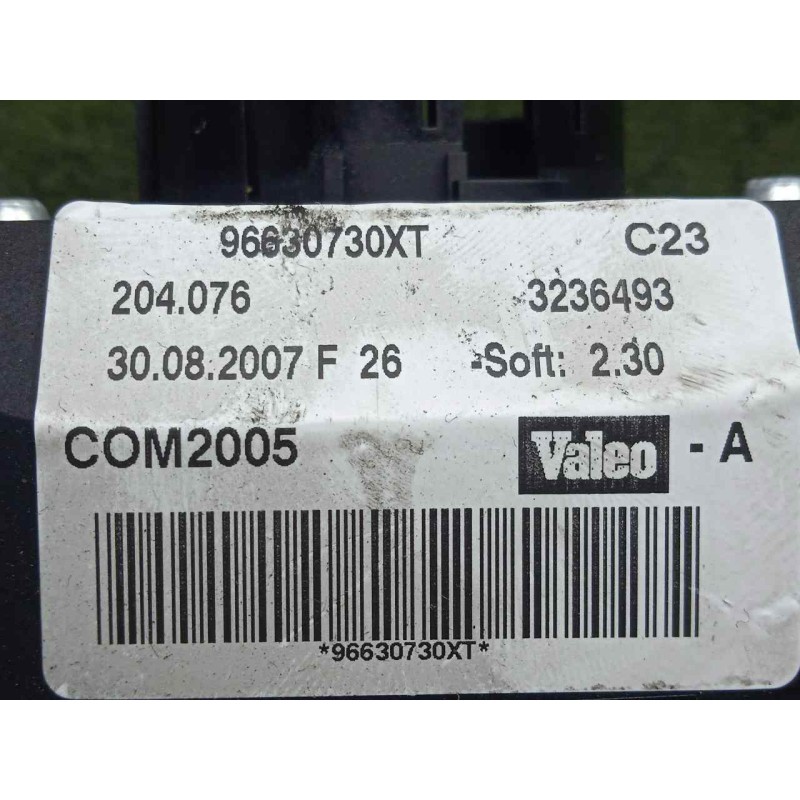 96630730XT C23
204.076 3236493
30.08.2007 F 26 -Soft: 2.30
COM2005 Valeo - A
*96630730XT*